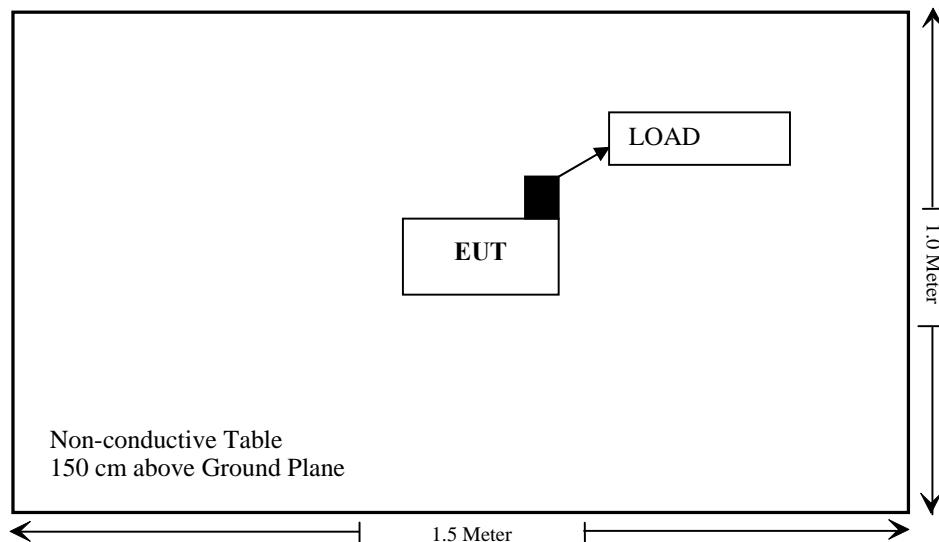 LOAD
EUT
1.0 Meter
Non-conductive Table
150 cm above Ground Plane
1.5 Meter